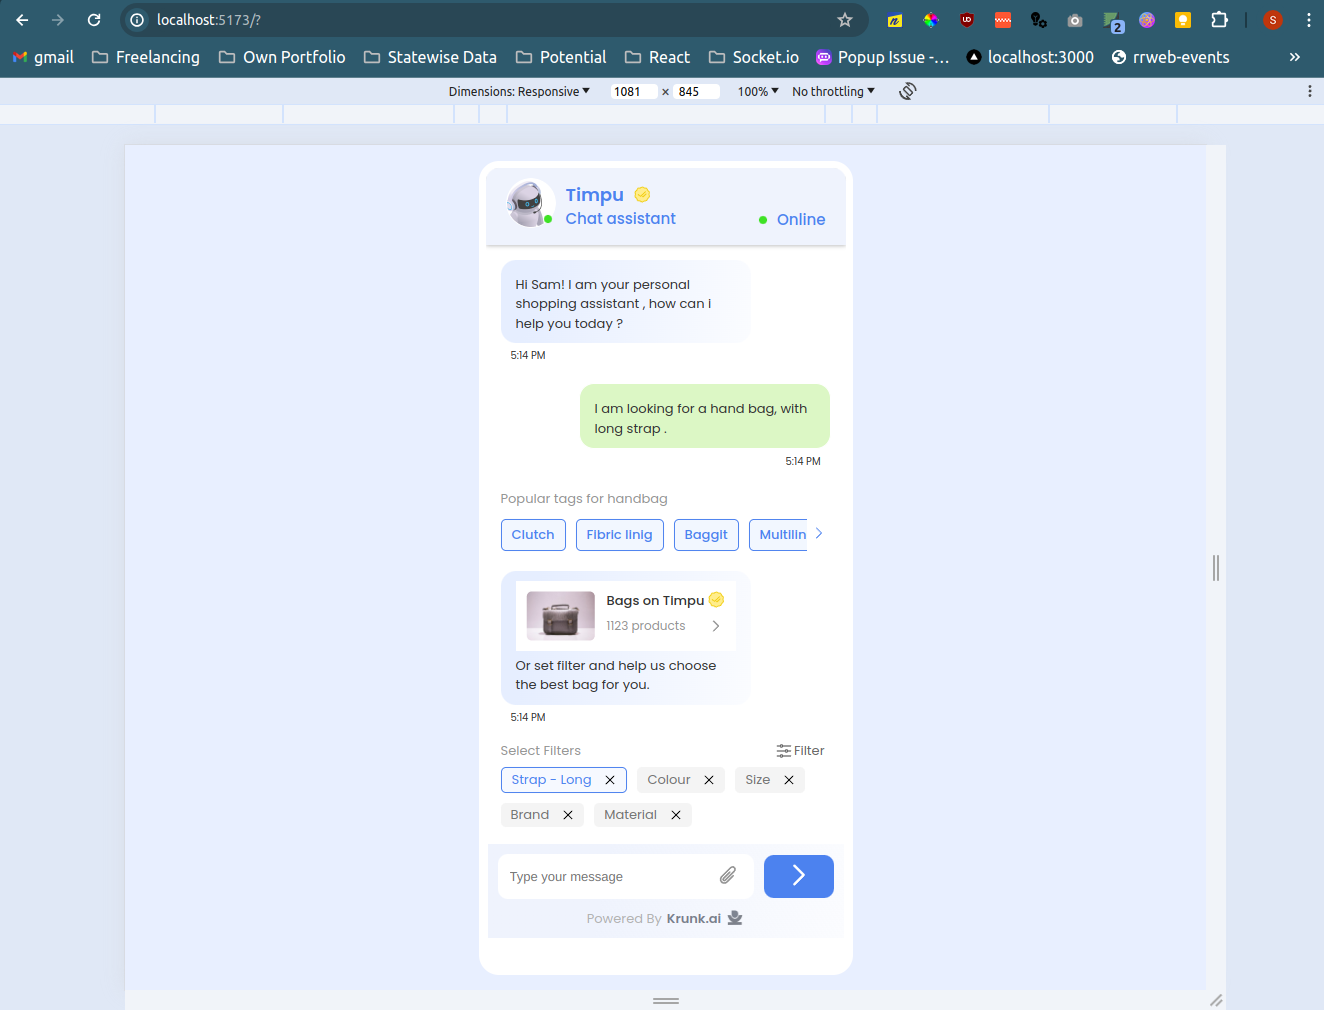 localhost:5173/?
2
S
gmail Freelancing Own Portfolio Statewise Data Potential React Socket.io Popup Issue -... localhost:3000 rrweb-events »
Dimensions: Responsive 1081 × 845 100% No throttling
Timpu
Chat assistant
Online
Hi Sam! I am your personal
shopping assistant , how can i
help you today ?
5:14 PM
I am looking for a hand bag, with
long strap .
5:14 PM
Popular tags for handbag
Clutch Fibric linig Baggit Multilin
Bags on Timpu
1123 products
Or set filter and help us choose
the best bag for you.
5:14 PM
Select Filters Filter
Strap - Long Colour Size
Brand Material
Type your message
Powered By Krunk.ai